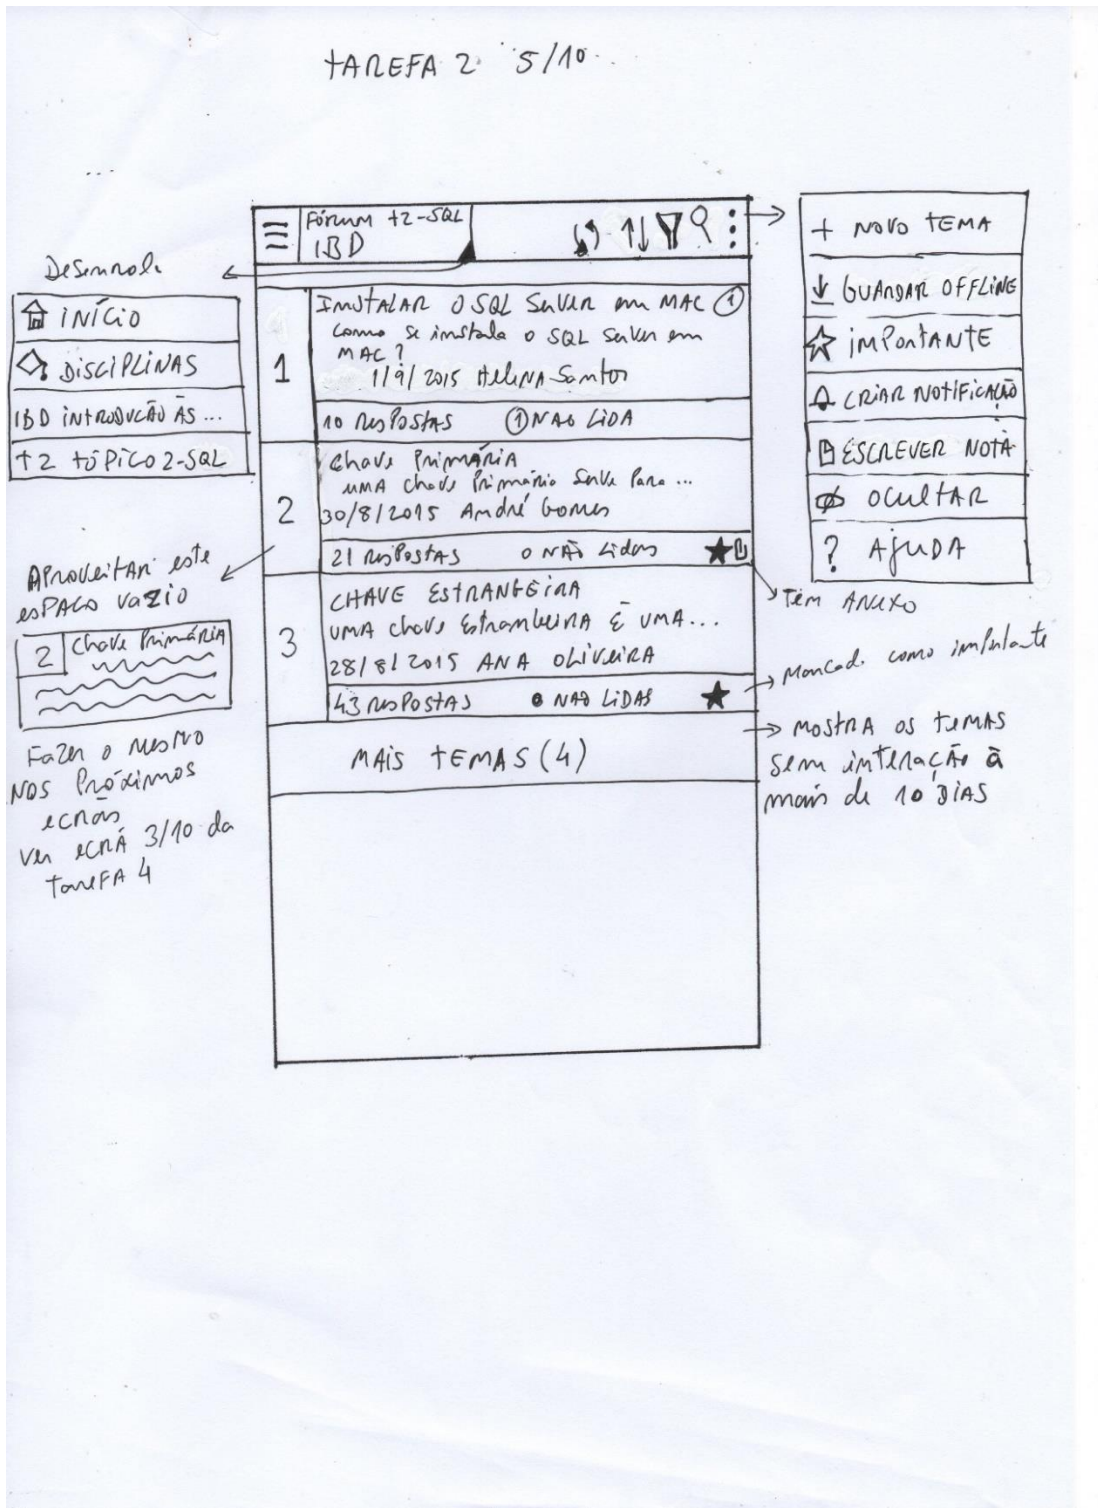 TAREFA 2 5/10
Fórum t2-SQL
IBD
Desenrola
INÍCIO
DISCIPLINAS
IBD INTRODUÇÃO ÀS ...
t2 tÓPICO 2-SQL
APROVEITAR este
esPAÇO VAZIO
2 Chave Primária
Fazer o mesmo
nos Próximos
ecrãs
ver ecrã 3/10 da
tareFA 4
1
INSTALAR O SQL Server em MAC 1
Como se instala o SQL Server em
MAC?
1/9/2015 Helena Santos
10 ResPostAs 1 NÃO LIDA
2
Chave Primária
UMA Chave Primária Serve Para ...
30/8/2015 André Gomes
21 ResPostAs 0 NÃO Lidas
3
CHAVE EStRANGEIRA
UMA Chave EstranGeirA É UMA...
28/8/2015 ANA OLIVEIRA
43 ResPostAs 0 NÃO LIDAS
MAIS TEMAS (4)
+ NOVO TEMA
GUARDAR OFFLINE
IMPORTANTE
CRIAR NOTIFICAÇÃO
ESCREVER NOTA
OCULTAR
? AJUDA
Têm ANEXO
Marcado como importante
MOSTRA OS TEMAS
Sem interAção à
mais de 10 DIAS